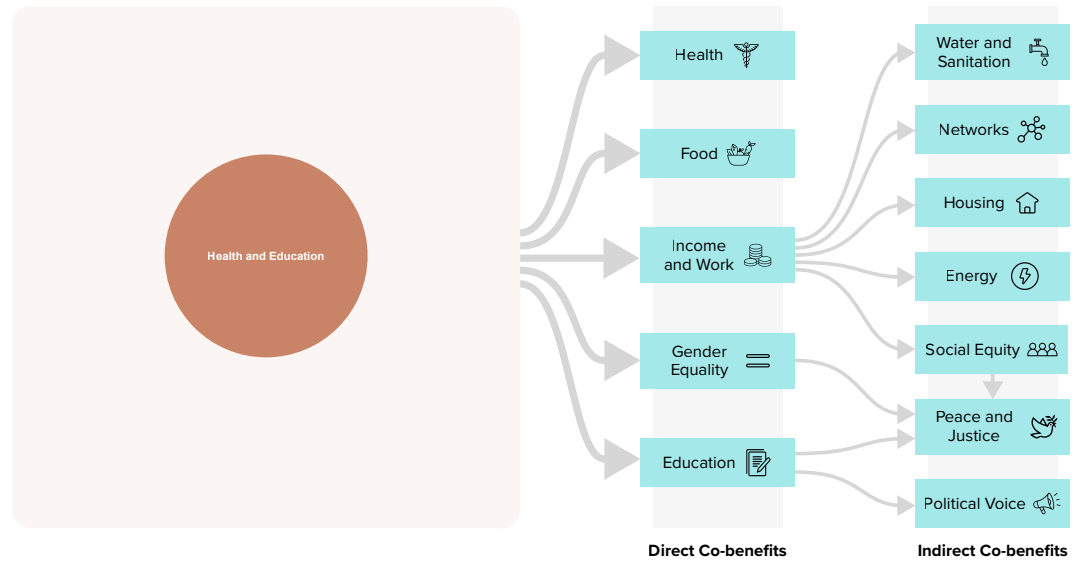 Health and Education
Health
Food
Income
and Work
Gender
Equality
Education
Direct Co-benefits
Water and
Sanitation
Networks
Housing
Energy
Social Equity
Peace and
Justice
Political Voice
Indirect Co-benefits